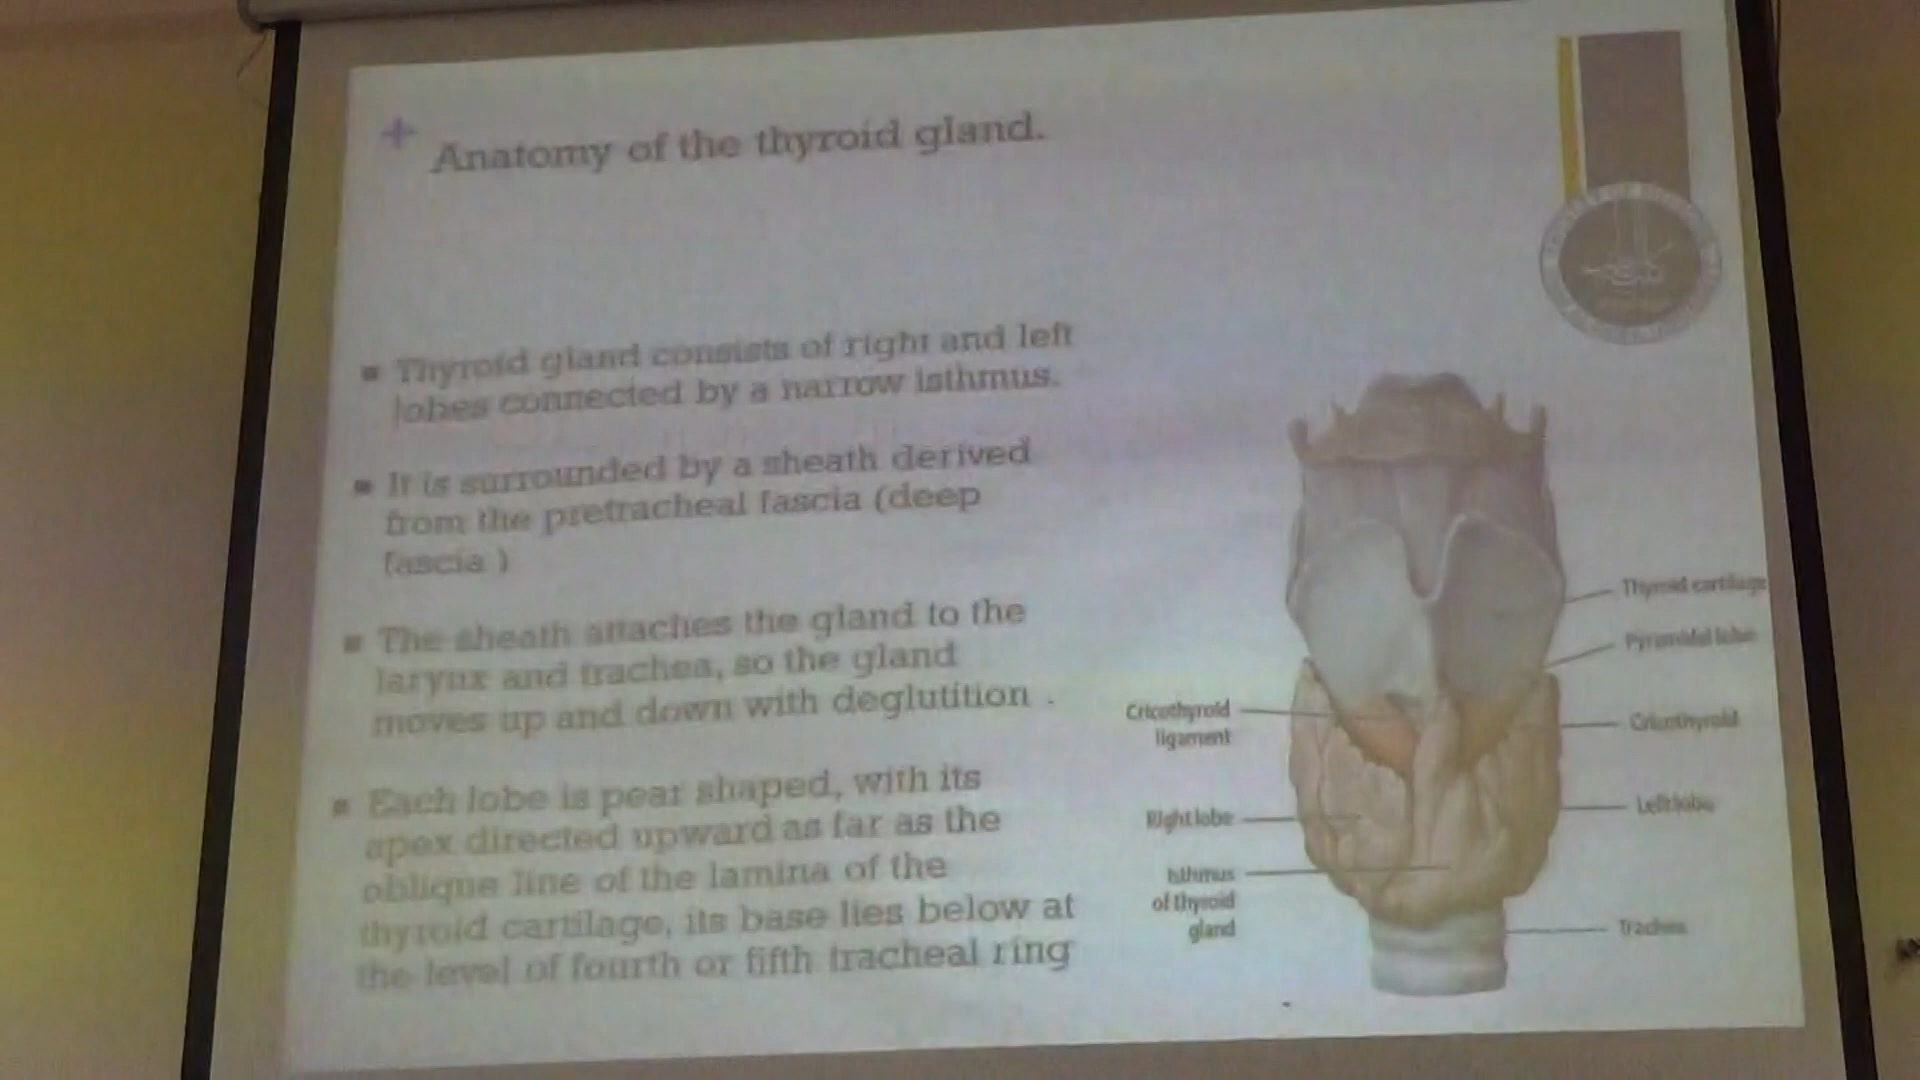 + Anatomy of the thyroid gland.
▪ Thyroid gland consists of right and left
lobes connected by a narrow isthmus.
▪ It is surrounded by a sheath derived
from the pretracheal fascia (deep
fascia )
▪ The sheath attaches the gland to the
larynx and trachea, so the gland
moves up and down with deglutition .
▪ Each lobe is pear shaped, with its
apex directed upward as far as the
oblique line of the lamina of the
thyroid cartilage, its base lies below at
the level of fourth or fifth tracheal ring
Thyroid cartilage
Pyramidal lobe
Cricothyroid
ligament
Cricothyroid
Right lobe
Left lobe
Isthmus
of thyroid
gland
Trachea